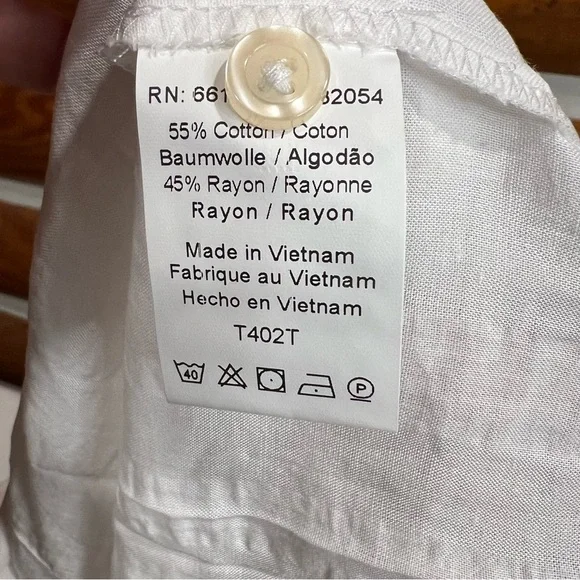 RN: 661 32054
55% Cotton / Coton
Baumwolle / Algodão
45% Rayon / Rayonne
Rayon / Rayon
Made in Vietnam
Fabrique au Vietnam
Hecho en Vietnam
T402T
40 P